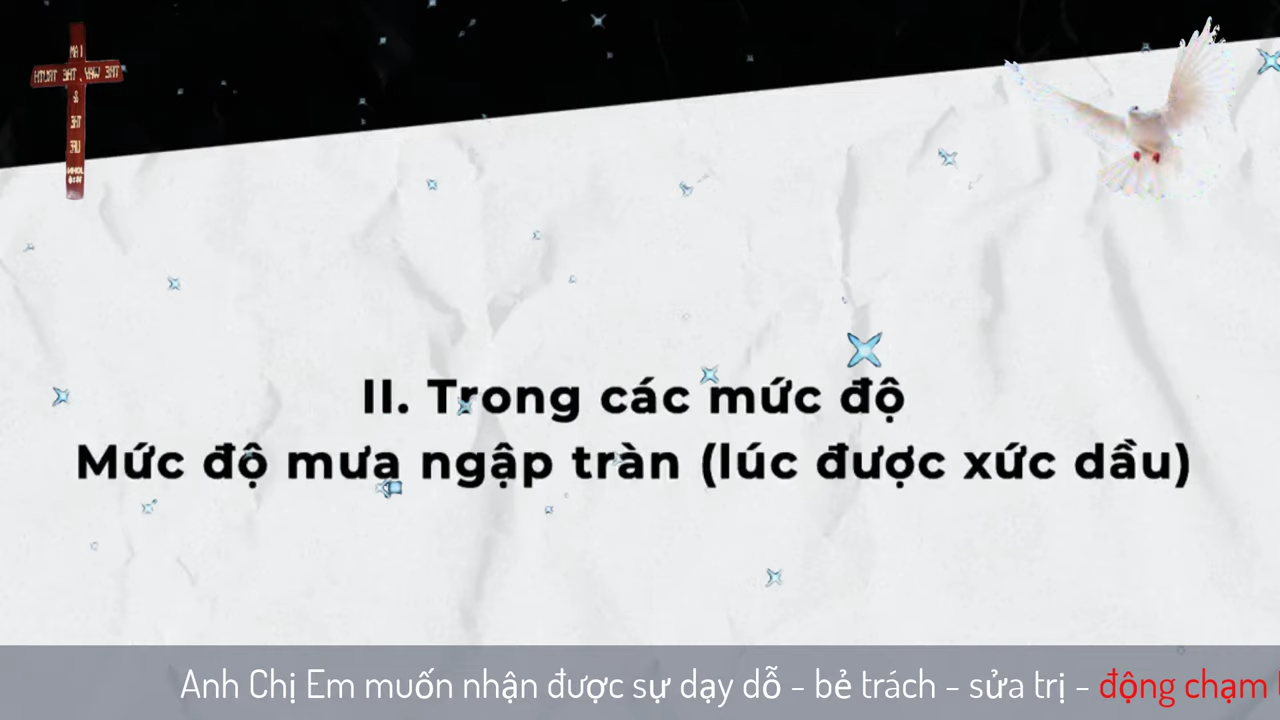 II. Trong các mức độ
Mức độ mưa ngập tràn (lúc được xức dầu)
Anh Chị Em muốn nhận được sự dạy dỗ - bẻ trách - sửa trị - động chạm